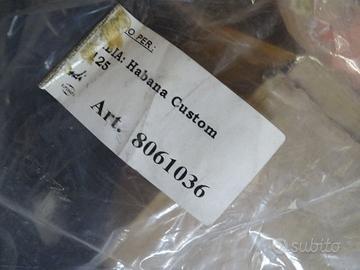 O PER.:
LIA: Habana Custom
125
Art. 8061036
subito